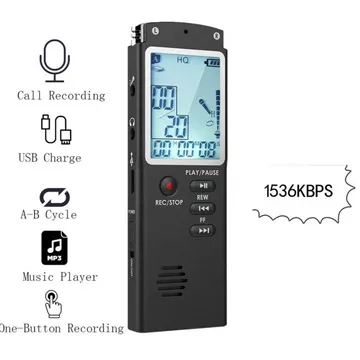 HQ
00
20
00:00:08
Call Recording
USB Charge
A-B Cycle
MP3
Music Player
One-Button Recording
PLAY/PAUSE
REC/STOP
REW
FF
1536KBPS